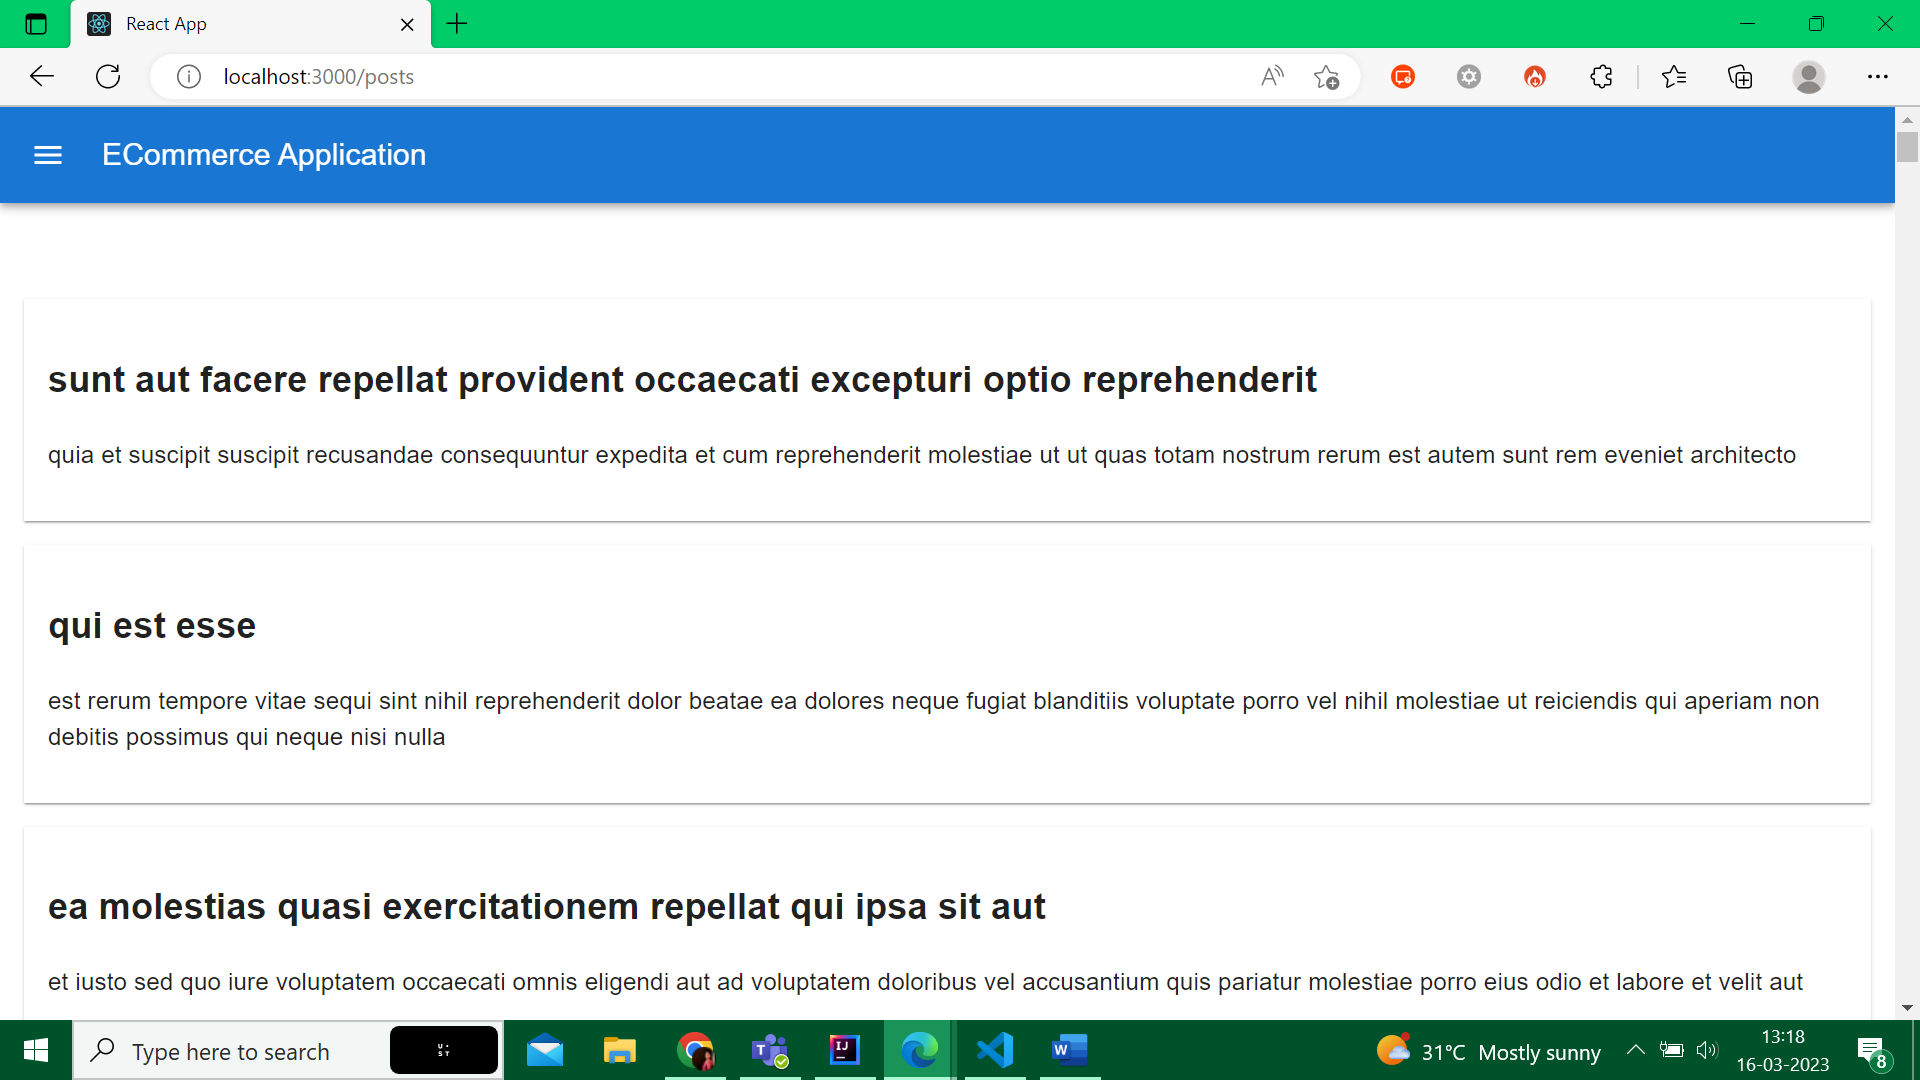 React App
localhost:3000/posts
ECommerce Application
sunt aut facere repellat provident occaecati excepturi optio reprehenderit
quia et suscipit suscipit recusandae consequuntur expedita et cum reprehenderit molestiae ut ut quas totam nostrum rerum est autem sunt rem eveniet architecto
qui est esse
est rerum tempore vitae sequi sint nihil reprehenderit dolor beatae ea dolores neque fugiat blanditiis voluptate porro vel nihil molestiae ut reiciendis qui aperiam non
debitis possimus qui neque nisi nulla
ea molestias quasi exercitationem repellat qui ipsa sit aut
et iusto sed quo iure voluptatem occaecati omnis eligendi aut ad voluptatem doloribus vel accusantium quis pariatur molestiae porro eius odio et labore et velit aut
Type here to search
U ST
T
IJ
W
31°C Mostly sunny
13:18
16-03-2023
8